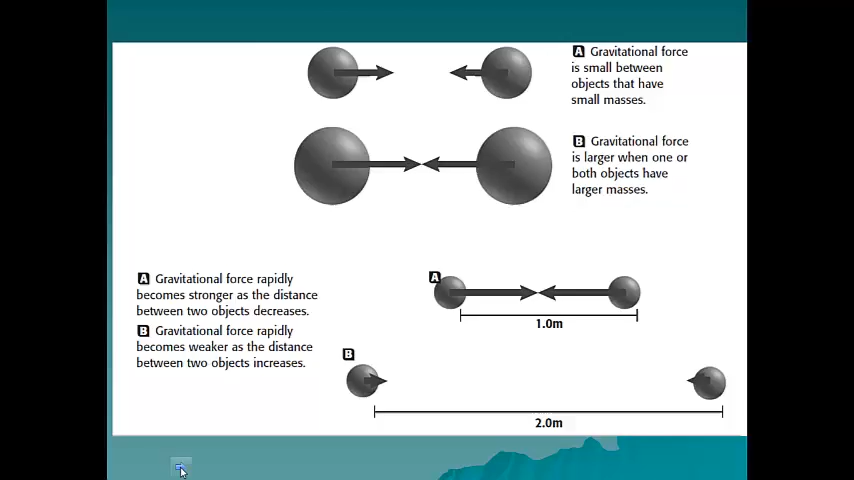 A Gravitational force
is small between
objects that have
small masses.
B Gravitational force
is larger when one or
both objects have
larger masses.
A Gravitational force rapidly
becomes stronger as the distance
between two objects decreases.
B Gravitational force rapidly
becomes weaker as the distance
between two objects increases.
A
1.0m
B
2.0m